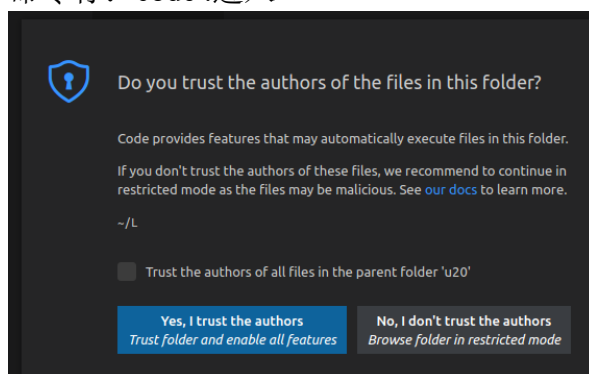 Do you trust the authors of the files in this folder?
Code provides features that may automatically execute files in this folder.
If you don't trust the authors of these files, we recommend to continue in
restricted mode as the files may be malicious. See our docs to learn more.
~/L
Trust the authors of all files in the parent folder 'u20'
Yes, I trust the authors
Trust folder and enable all features
No, I don't trust the authors
Browse folder in restricted mode